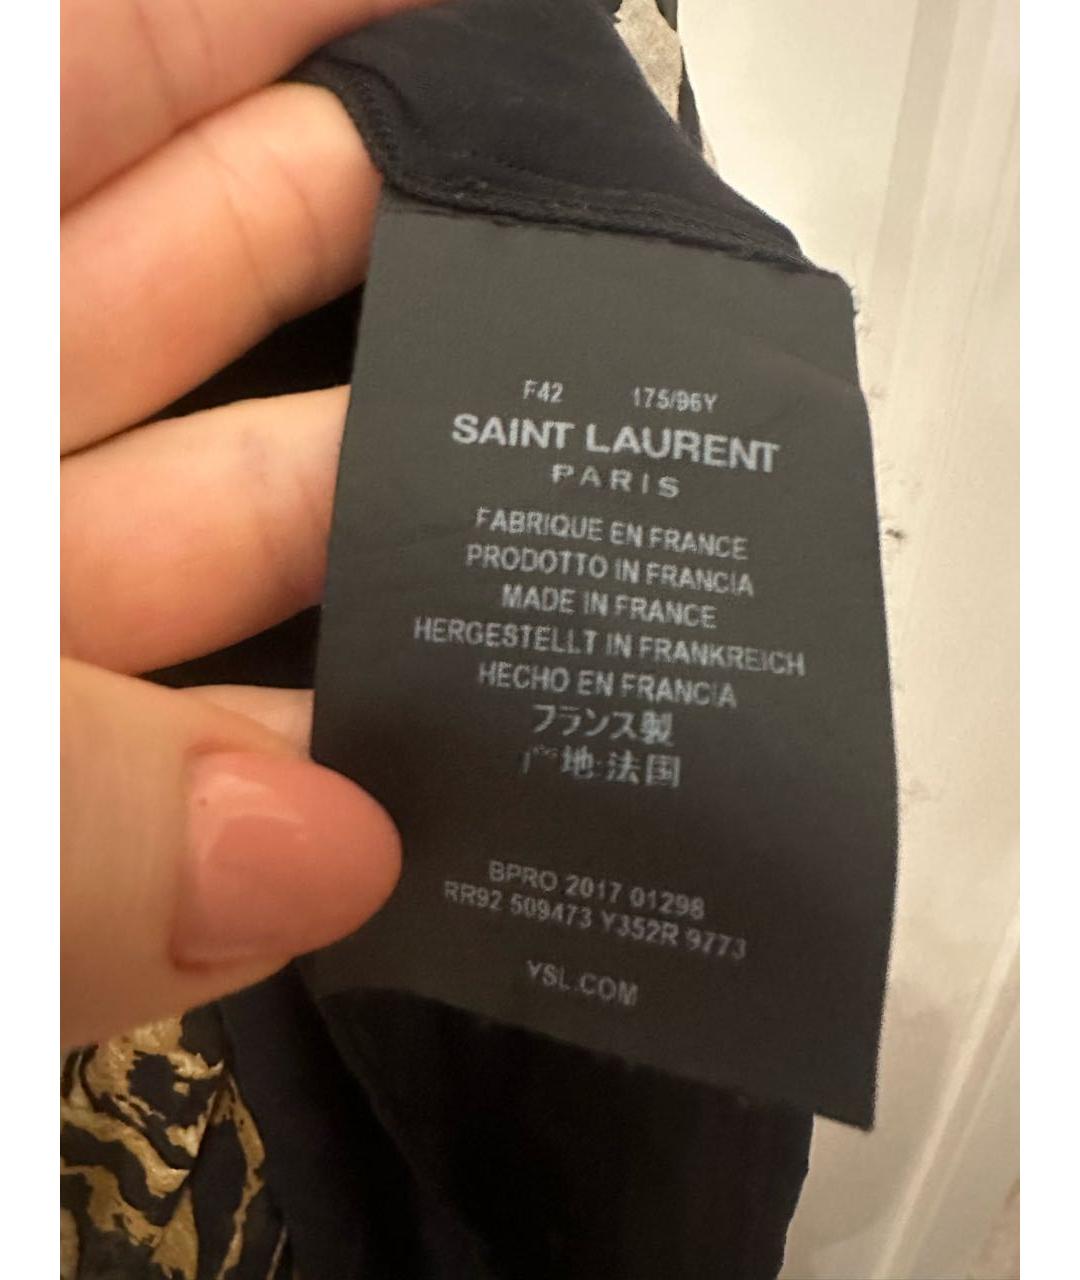 F42 175/96Y
SAINT LAURENT
PARIS
FABRIQUE EN FRANCE
PRODOTTO IN FRANCIA
MADE IN FRANCE
HERGESTELLT IN FRANKREICH
HECHO EN FRANCIA
フランス製
地:法国
BPRO 2017 01298
RR92 509473 Y352R 9773
YSL.COM